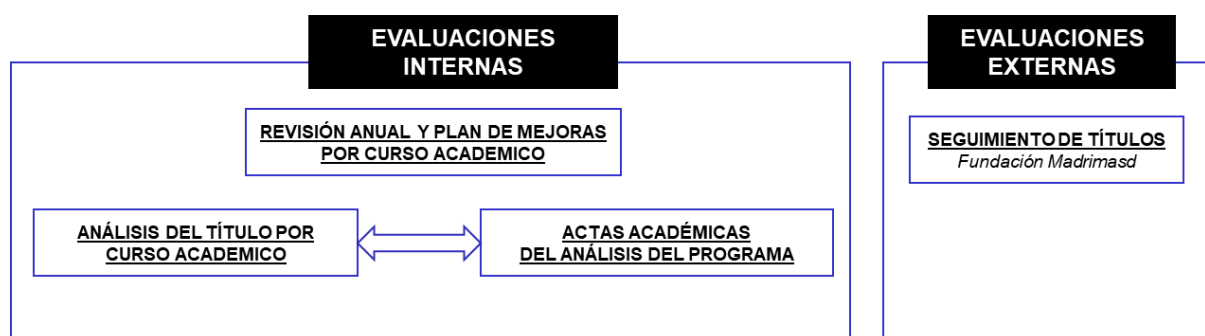 EVALUACIONES
INTERNAS
REVISIÓN ANUAL Y PLAN DE MEJORAS
POR CURSO ACADEMICO
ANÁLISIS DEL TÍTULO POR
CURSO ACADEMICO
ACTAS ACADÉMICAS
DEL ANÁLISIS DEL PROGRAMA
EVALUACIONES
EXTERNAS
SEGUIMIENTO DE TÍTULOS
Fundación Madrimasd